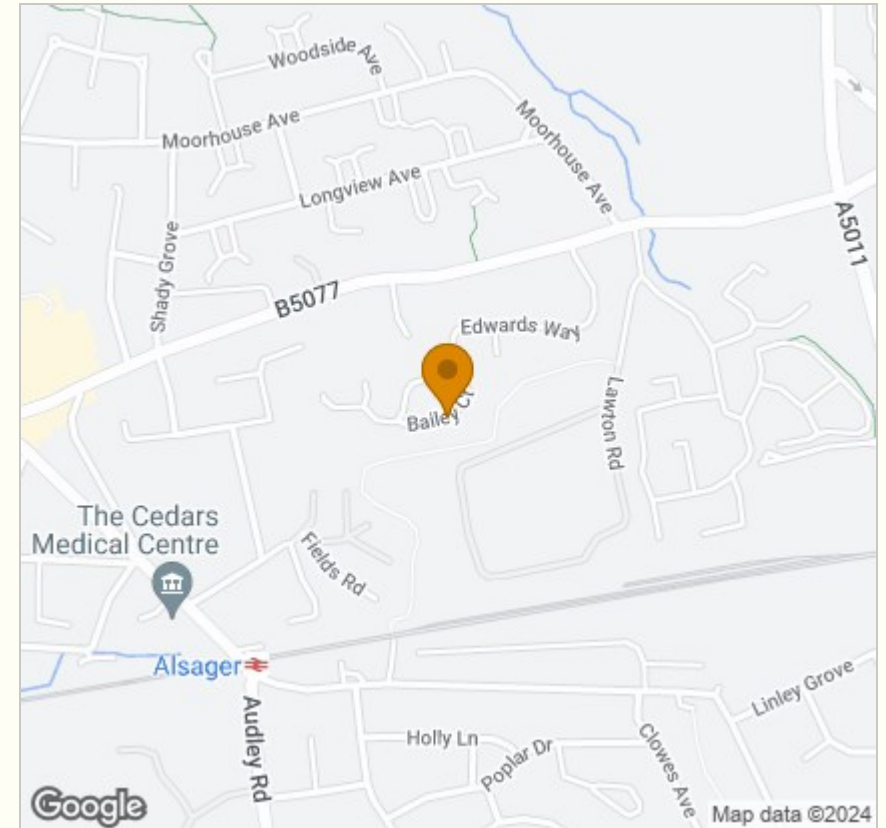 Woodside Ave
Moorhouse Ave
Moorhouse Ave
Longview Ave
A5011
Shady Grove
B5077
Edwards Way
Bailey Ct
Lawton Rd
The Cedars
Medical Centre
Fields Rd
Alsager
Audley Rd
Linley Grove
Holly Ln
Poplar Dr
Clowes Ave
Google
Map data ©2024